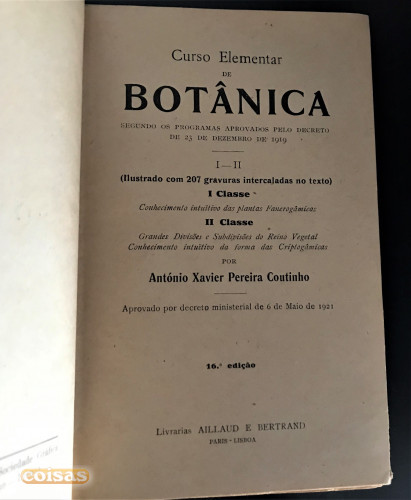 Curso Elementar
DE
BOTÂNICA
SEGUNDO OS PROGRAMAS APROVADOS PELO DECRETO
DE 23 DE DEZEMBRO DE 1919
I—II
(Ilustrado com 207 gravuras intercaladas no texto)
I Classe
Conhecimento intuitivo das plantas Fanerogâmicas
II Classe
Grandes Divisões e Subdivisões do Reino Vegetal
Conhecimento intuitivo da forma das Criptogâmicas
POR
António Xavier Pereira Coutinho
Aprovado por decreto ministerial de 6 de Maio de 1921
16.ª edição
Livrarias AILLAUD E BERTRAND
PARIS - LISBOA
Sociedade
coisas